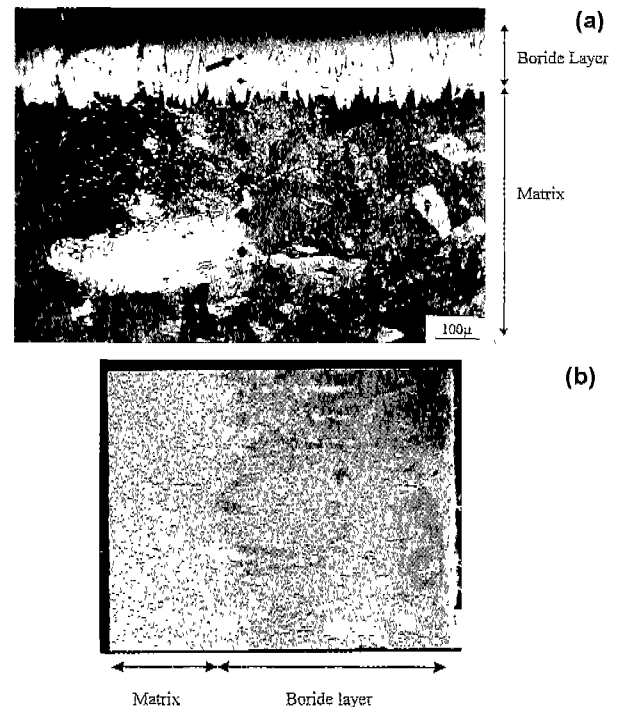 (a)
Boride Layer
Matrix
100μ
(b)
Matrix
Boride layer